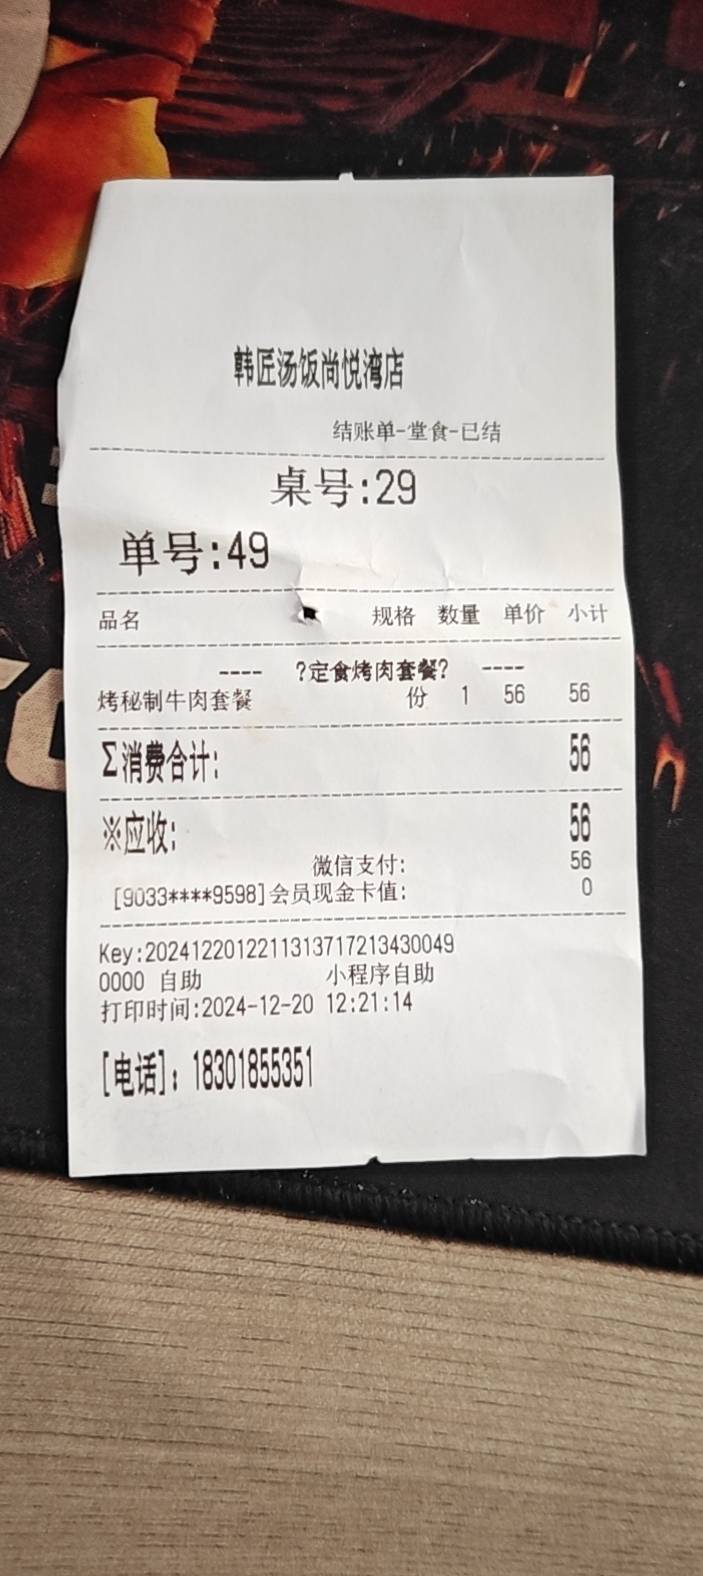 韩匠汤饭尚悦湾店
结账单-堂食-已结
桌号:29
单号:49
品名 规格 数量 单价 小计
---- ?定食烤肉套餐? ----
烤秘制牛肉套餐 份 1 56 56
Σ消费合计: 56
※应收: 56
微信支付: 56
[9033****9598]会员现金卡值: 0
Key:2024122012211313717213430049
0000 自助 小程序自助
打印时间:2024-12-20 12:21:14
[电话]: 18301855351